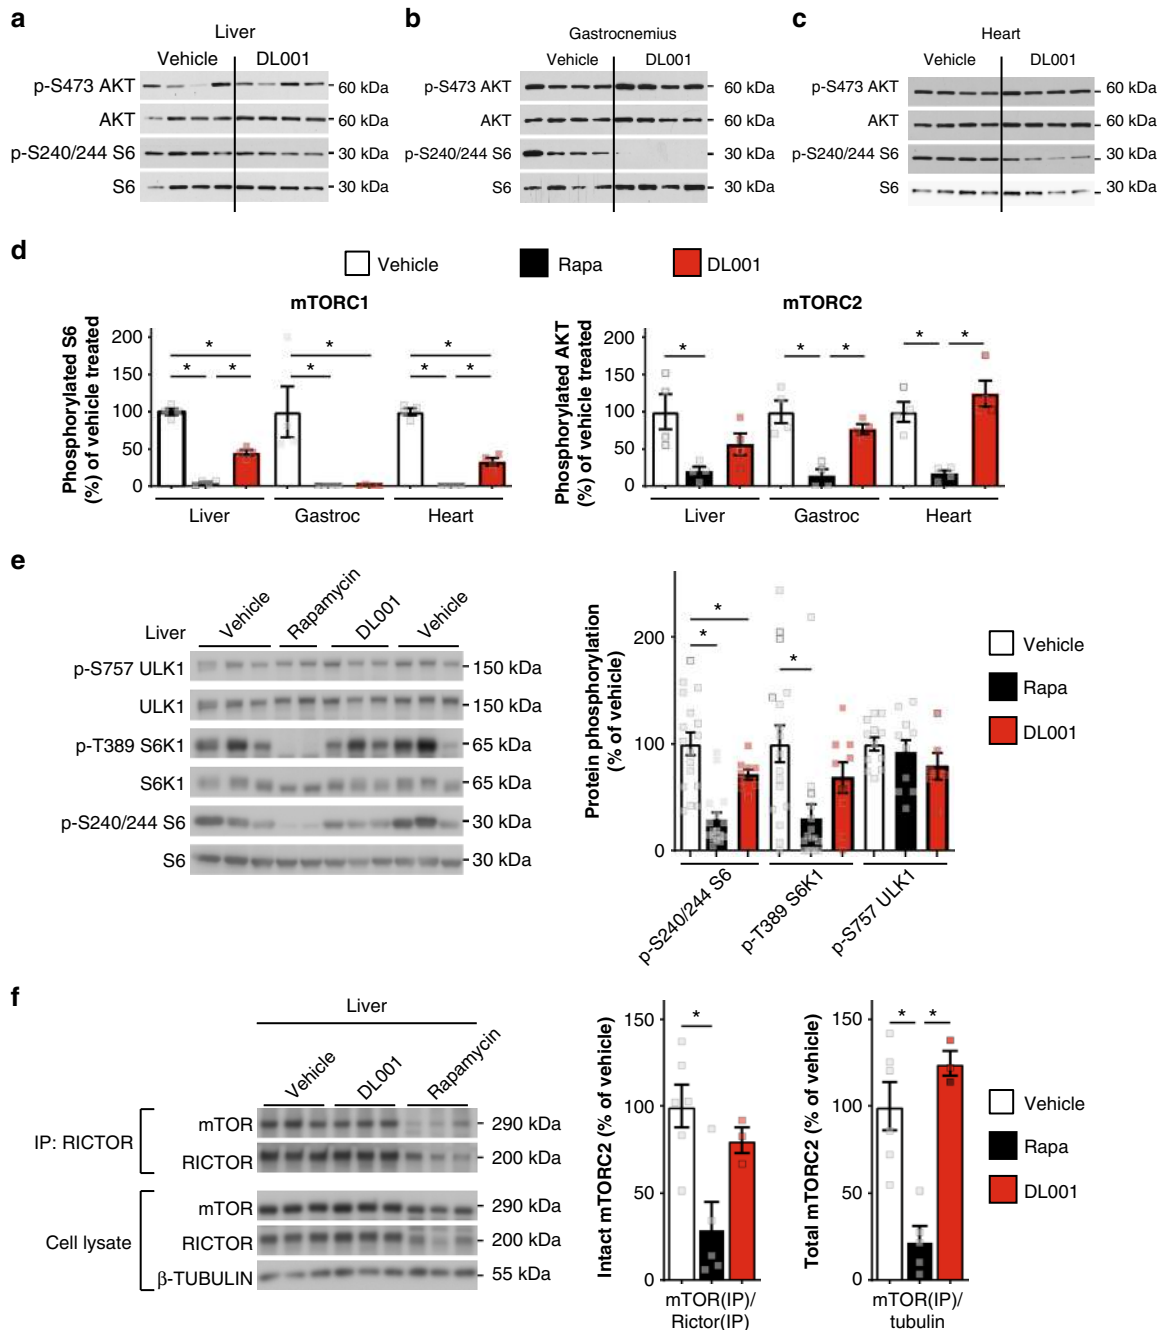 a
Liver
Vehicle DL001
p-S473 AKT 60 kDa
AKT 60 kDa
p-S240/244 S6 30 kDa
S6 30 kDa
b
Gastrocnemius
Vehicle DL001
p-S473 AKT 60 kDa
AKT 60 kDa
p-S240/244 S6 30 kDa
S6 30 kDa
c
Heart
Vehicle DL001
p-S473 AKT 60 kDa
AKT 60 kDa
p-S240/244 S6 30 kDa
S6 30 kDa
d
Vehicle Rapa DL001
mTORC1
Phosphorylated S6
(%) of vehicle treated
200
150
100
50
0
* * *
* *
* * *
Liver Gastroc Heart
mTORC2
Phosphorylated AKT
(%) of vehicle treated
200
150
100
50
0
*
* *
* *
Liver Gastroc Heart
e
Liver
Vehicle Rapamycin DL001 Vehicle
p-S757 ULK1 150 kDa
ULK1 150 kDa
p-T389 S6K1 65 kDa
S6K1 65 kDa
p-S240/244 S6 30 kDa
S6 30 kDa
Protein phosphorylation
(% of vehicle)
200
100
0
* *
*
p-S240/244 S6
p-T389 S6K1
p-S757 ULK1
Vehicle
Rapa
DL001
f
Liver
Vehicle DL001 Rapamycin
IP: RICTOR
mTOR 290 kDa
RICTOR 200 kDa
Cell lysate
mTOR 290 kDa
RICTOR 200 kDa
β-TUBULIN 55 kDa
Intact mTORC2 (% of vehicle)
150
100
50
0
*
mTOR(IP)/
Rictor(IP)
Total mTORC2 (% of vehicle)
150
100
50
0
* *
mTOR(IP)/
tubulin
Vehicle
Rapa
DL001